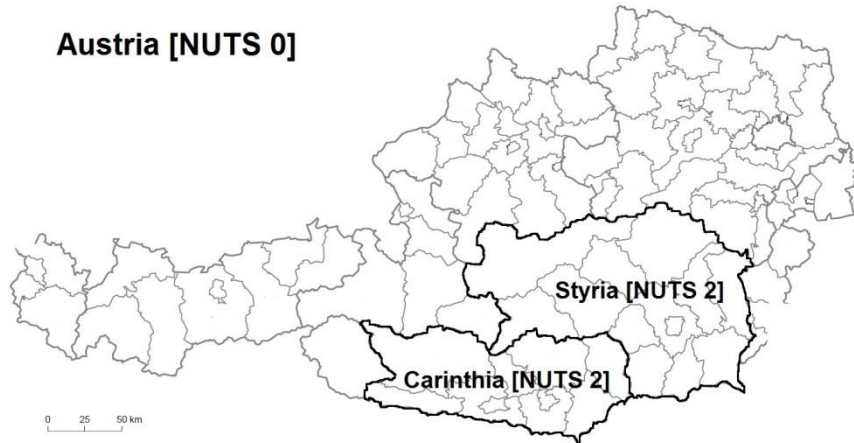 Austria [NUTS 0]
Styria [NUTS 2]
Carinthia [NUTS 2]
0 25 50 km